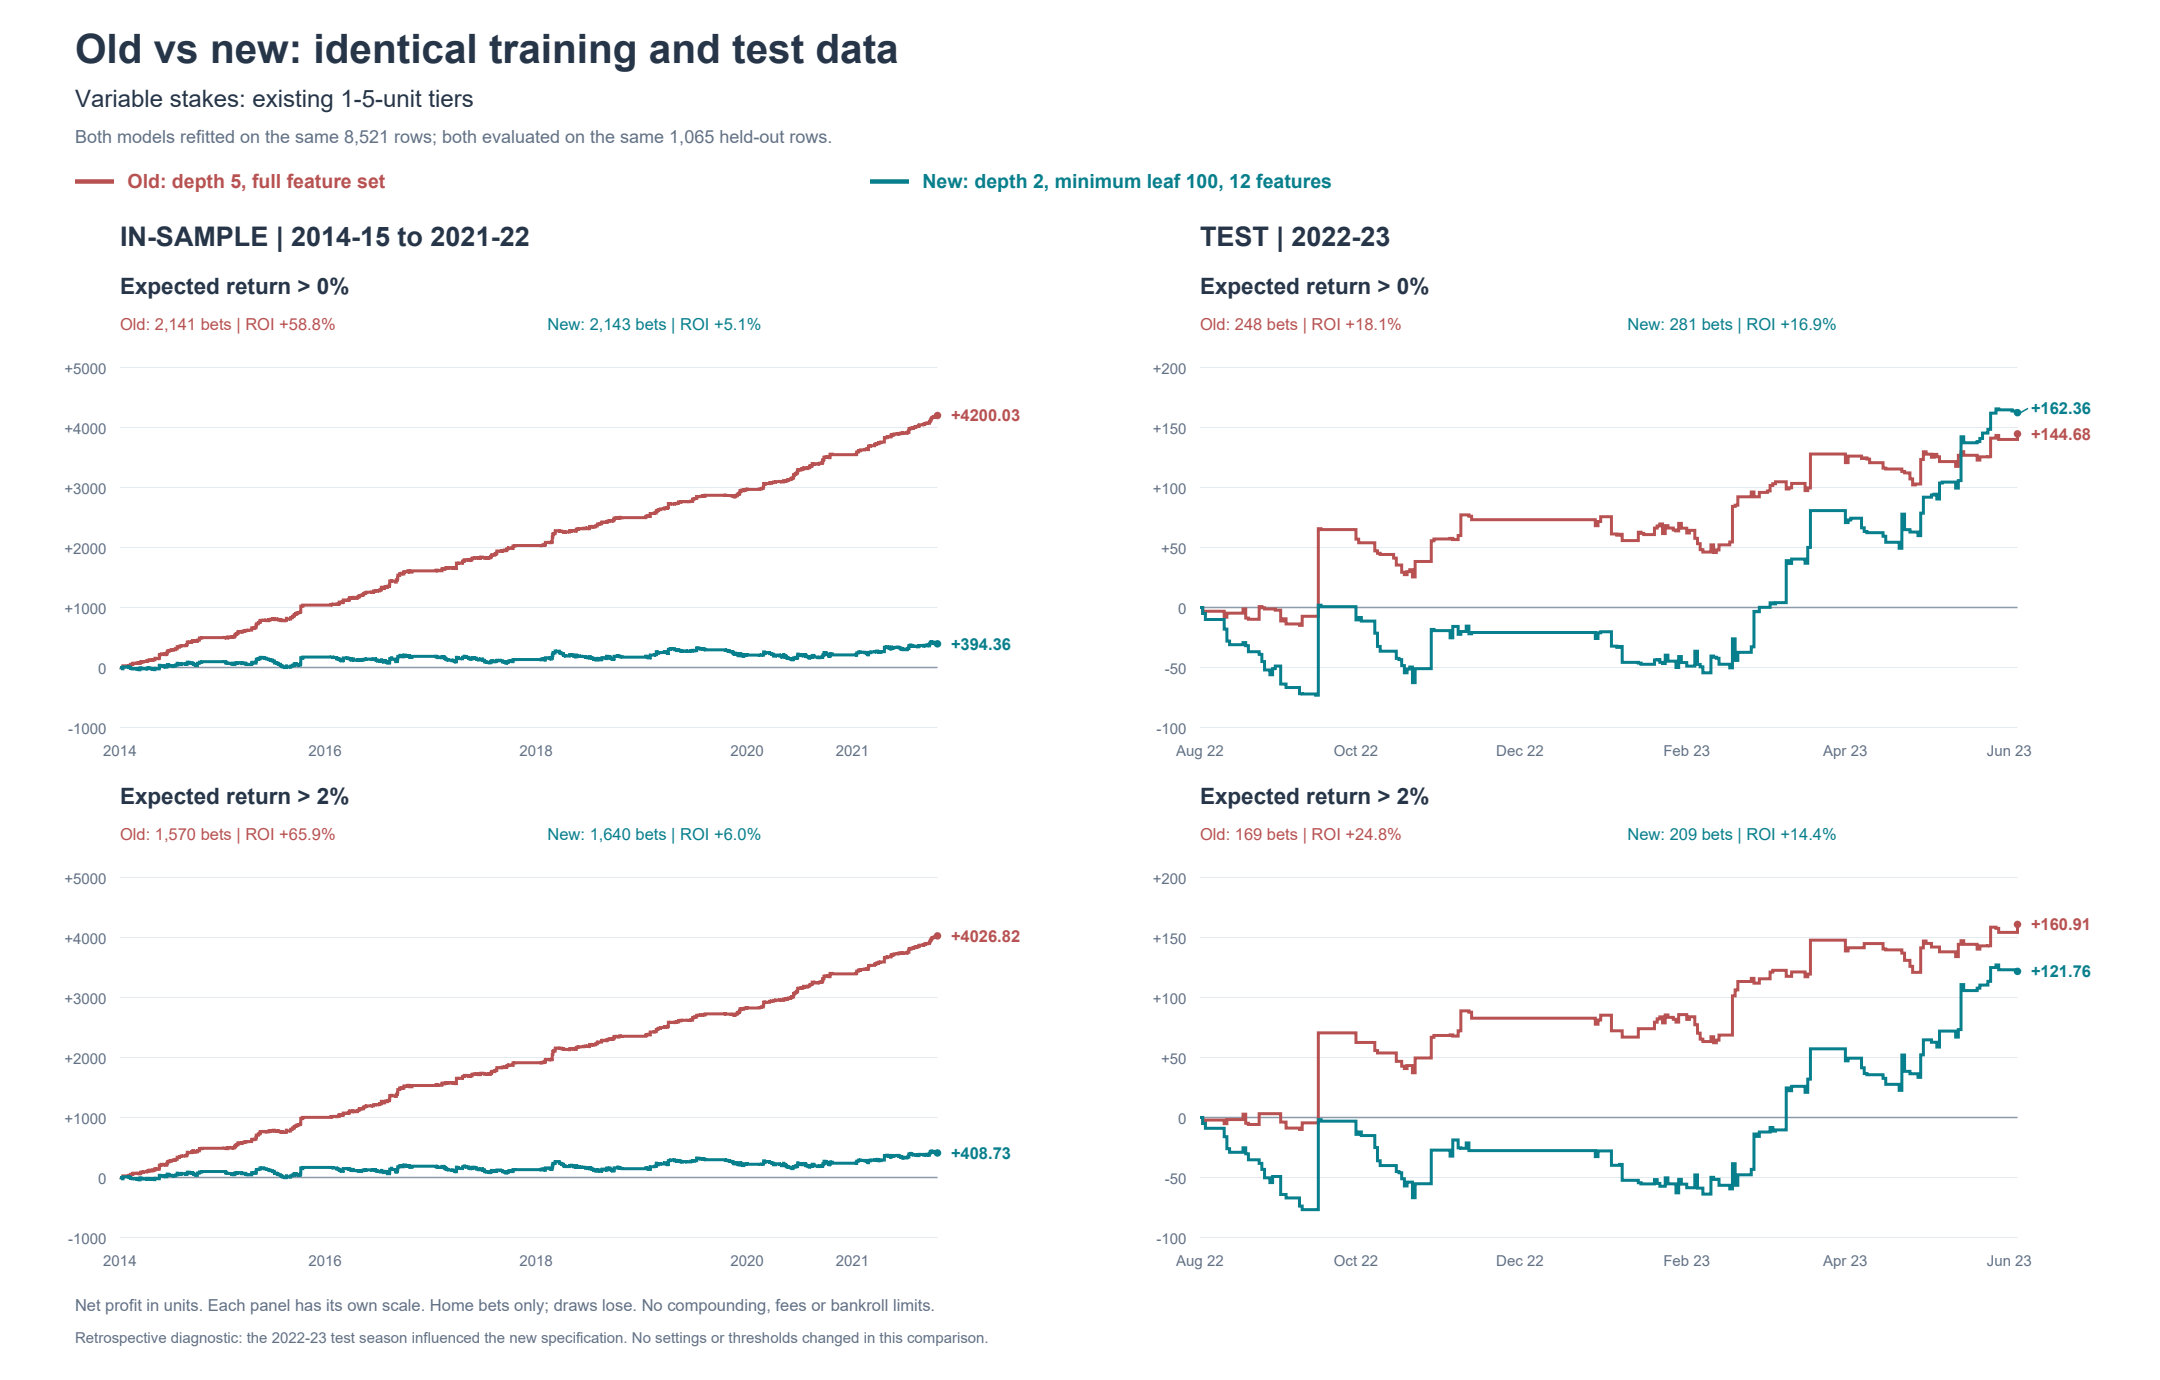 Old vs new: identical training and test data
Variable stakes: existing 1-5-unit tiers
Both models refitted on the same 8,521 rows; both evaluated on the same 1,065 held-out rows.
Old: depth 5, full feature set
New: depth 2, minimum leaf 100, 12 features
IN-SAMPLE | 2014-15 to 2021-22
Expected return > 0%
Old: 2,141 bets | ROI +58.8%
New: 2,143 bets | ROI +5.1%
+5000
+4000
+3000
+2000
+1000
0
-1000
+4200.03
+394.36
2014
2016
2018
2020
2021
TEST | 2022-23
Expected return > 0%
Old: 248 bets | ROI +18.1%
New: 281 bets | ROI +16.9%
+200
+150
+100
+50
0
-50
-100
+162.36
+144.68
Aug 22
Oct 22
Dec 22
Feb 23
Apr 23
Jun 23
Expected return > 2%
Old: 1,570 bets | ROI +65.9%
New: 1,640 bets | ROI +6.0%
+5000
+4000
+3000
+2000
+1000
0
-1000
+4026.82
+408.73
2014
2016
2018
2020
2021
Expected return > 2%
Old: 169 bets | ROI +24.8%
New: 209 bets | ROI +14.4%
+200
+150
+100
+50
0
-50
-100
+160.91
+121.76
Aug 22
Oct 22
Dec 22
Feb 23
Apr 23
Jun 23
Net profit in units. Each panel has its own scale. Home bets only; draws lose. No compounding, fees or bankroll limits.
Retrospective diagnostic: the 2022-23 test season influenced the new specification. No settings or thresholds changed in this comparison.